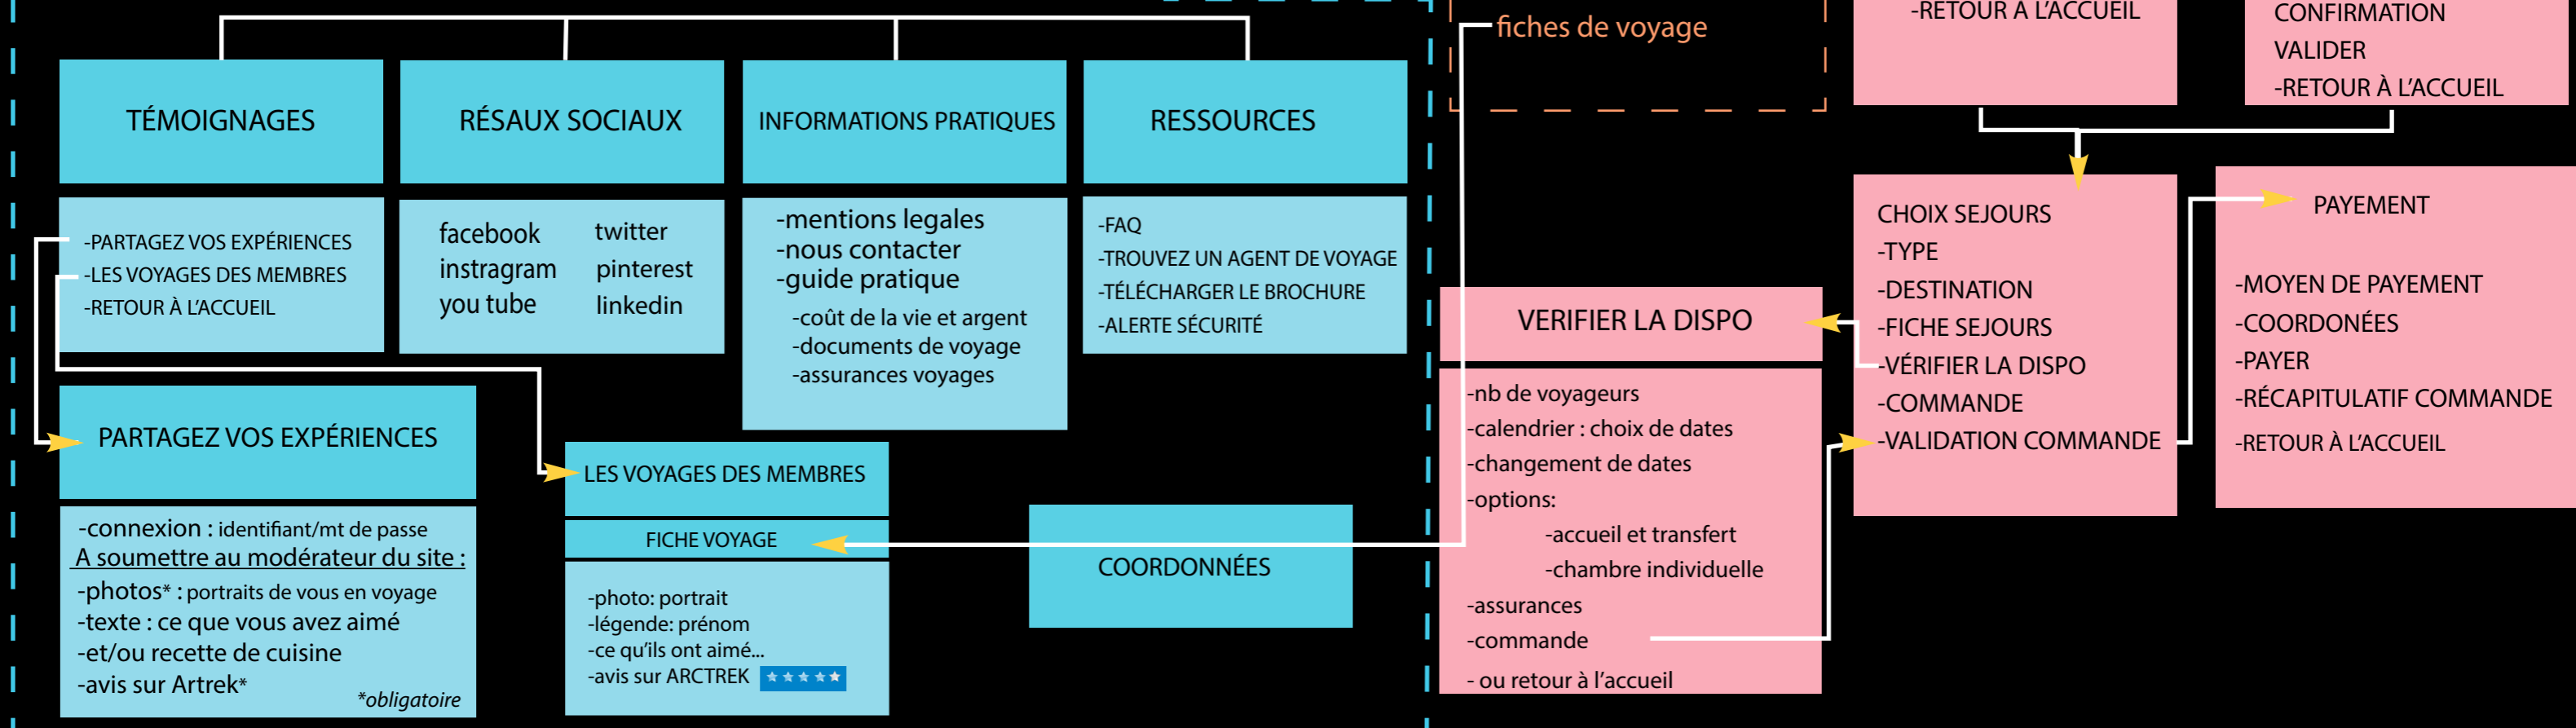 fiches de voyage
-RETOUR À L'ACCUEIL
CONFIRMATION
VALIDER
-RETOUR À L'ACCUEIL
TÉMOIGNAGES
RÉSAUX SOCIAUX
INFORMATIONS PRATIQUES
RESSOURCES
-PARTAGEZ VOS EXPÉRIENCES
-LES VOYAGES DES MEMBRES
-RETOUR À L'ACCUEIL
facebook
instragram
you tube
twitter
pinterest
linkedin
-mentions legales
-nous contacter
-guide pratique
-coût de la vie et argent
-documents de voyage
-assurances voyages
-FAQ
-TROUVEZ UN AGENT DE VOYAGE
-TÉLÉCHARGER LE BROCHURE
-ALERTE SÉCURITÉ
PARTAGEZ VOS EXPÉRIENCES
-connexion : identifiant/mt de passe
A soumettre au modérateur du site :
-photos* : portraits de vous en voyage
-texte : ce que vous avez aimé
-et/ou recette de cuisine
-avis sur Artrek*
*obligatoire
LES VOYAGES DES MEMBRES
FICHE VOYAGE
-photo: portrait
-légende: prénom
-ce qu'ils ont aimé...
-avis sur ARCTREK
COORDONNÉES
VERIFIER LA DISPO
-nb de voyageurs
-calendrier : choix de dates
-changement de dates
-options:
-accueil et transfert
-chambre individuelle
-assurances
-commande
- ou retour à l'accueil
CHOIX SEJOURS
-TYPE
-DESTINATION
-FICHE SEJOURS
-VÉRIFIER LA DISPO
-COMMANDE
-VALIDATION COMMANDE
PAYEMENT
-MOYEN DE PAYEMENT
-COORDONÉES
-PAYER
-RÉCAPITULATIF COMMANDE
-RETOUR À L'ACCUEIL